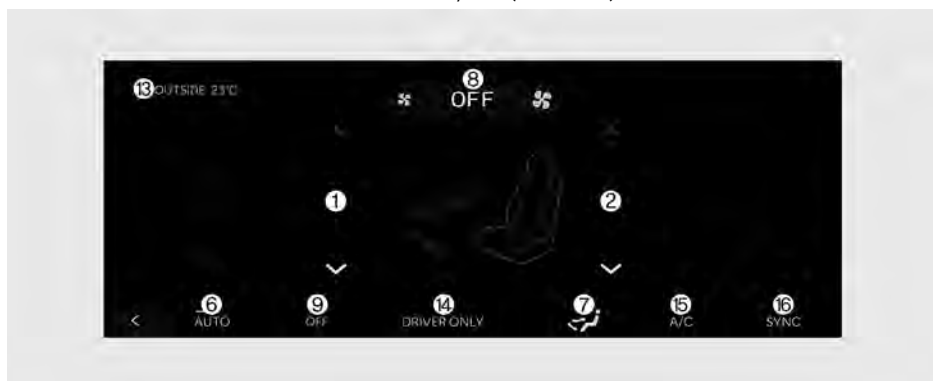 ⑬ OUTSIDE 23°C
⑧
OFF
① ②
⑥ ⑨ ⑭ ⑦ ⑮ ⑯
< AUTO OFF DRIVER ONLY A/C SYNC